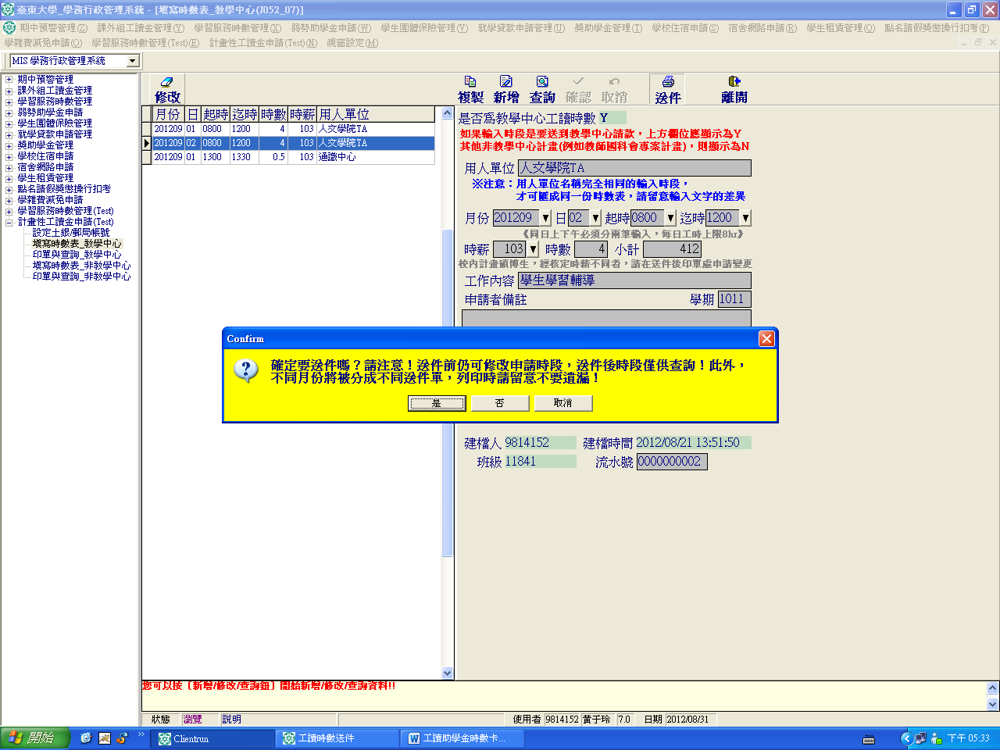 臺東大學_學務行政管理系統 - [填寫時數表_教學中心(J052_07)]
期中預警管理(Z) 課外組工讀金管理(Y) 學習服務時數管理(X) 弱勢助學金申請(W) 學生團體保險管理(V) 就學貸款申請管理(U) 獎助學金管理(T) 學校住宿申請(S) 宿舍網路申請(R) 學生租賃管理(Q) 點名請假獎懲操行扣考(P)
學雜費減免申請(O) 學習服務時數管理(Test)(E) 計畫性工讀金申請(Test)(N) 視窗設定(M)
MIS 學務行政管理系統
期中預警管理
課外組工讀金管理
學習服務時數管理
弱勢助學金申請
學生團體保險管理
就學貸款申請管理
獎助學金管理
學校住宿申請
宿舍網路申請
學生租賃管理
點名請假獎懲操行扣考
學雜費減免申請
學習服務時數管理(Test)
計畫性工讀金申請(Test)
設定土銀/郵局帳號
填寫時數表_教學中心
印單與查詢_教學中心
填寫時數表_非教學中心
印單與查詢_非教學中心
修改 複製 新增 查詢 確認 取消 送件 離開
月份 日 起時 迄時 時數 時薪 用人單位
201209 01 0800 1200 4 103 人文學院TA
201209 02 0800 1200 4 103 人文學院TA
201209 01 1300 1330 0.5 103 通識中心
是否為教學中心工讀時數 Y
如果輸入時段是要送到教學中心請款，上方欄位應顯示為Y
其他非教學中心計畫(例如教師國科會專案計畫)，則顯示為N
用人單位 人文學院TA
※注意：用人單位名稱完全相同的輸入時段，
才可匯成同一份時數表，請留意輸入文字的差異
月份 201209 日 02 起時 0800 迄時 1200
《同日上下午必須分兩筆輸入，每日工時上限8hr》
時薪 103 時數 4 小計 412
校內計畫碩博生，經核定時薪不同者，請在送件後印單處申請變更
工作內容 學生學習輔導
申請者備註 學期 1011
Confirm
確定要送件嗎？請注意！送件前仍可修改申請時段，送件後時段僅供查詢！此外，
不同月份將被分成不同送件單，列印時請留意不要遺漏！
是 否 取消
建檔人 9814152 建檔時間 2012/08/21 13:51:50
班級 11841 流水號 0000000002
您可以按〔新增/修改/查詢鈕〕開始新增/修改/查詢資料!!
狀態 瀏覽 說明 使用者 9814152 黃于玲 7.0 日期 2012/08/31
開始 Clientrun 工讀時數送件 工讀助學金時數卡... 下午 05:33